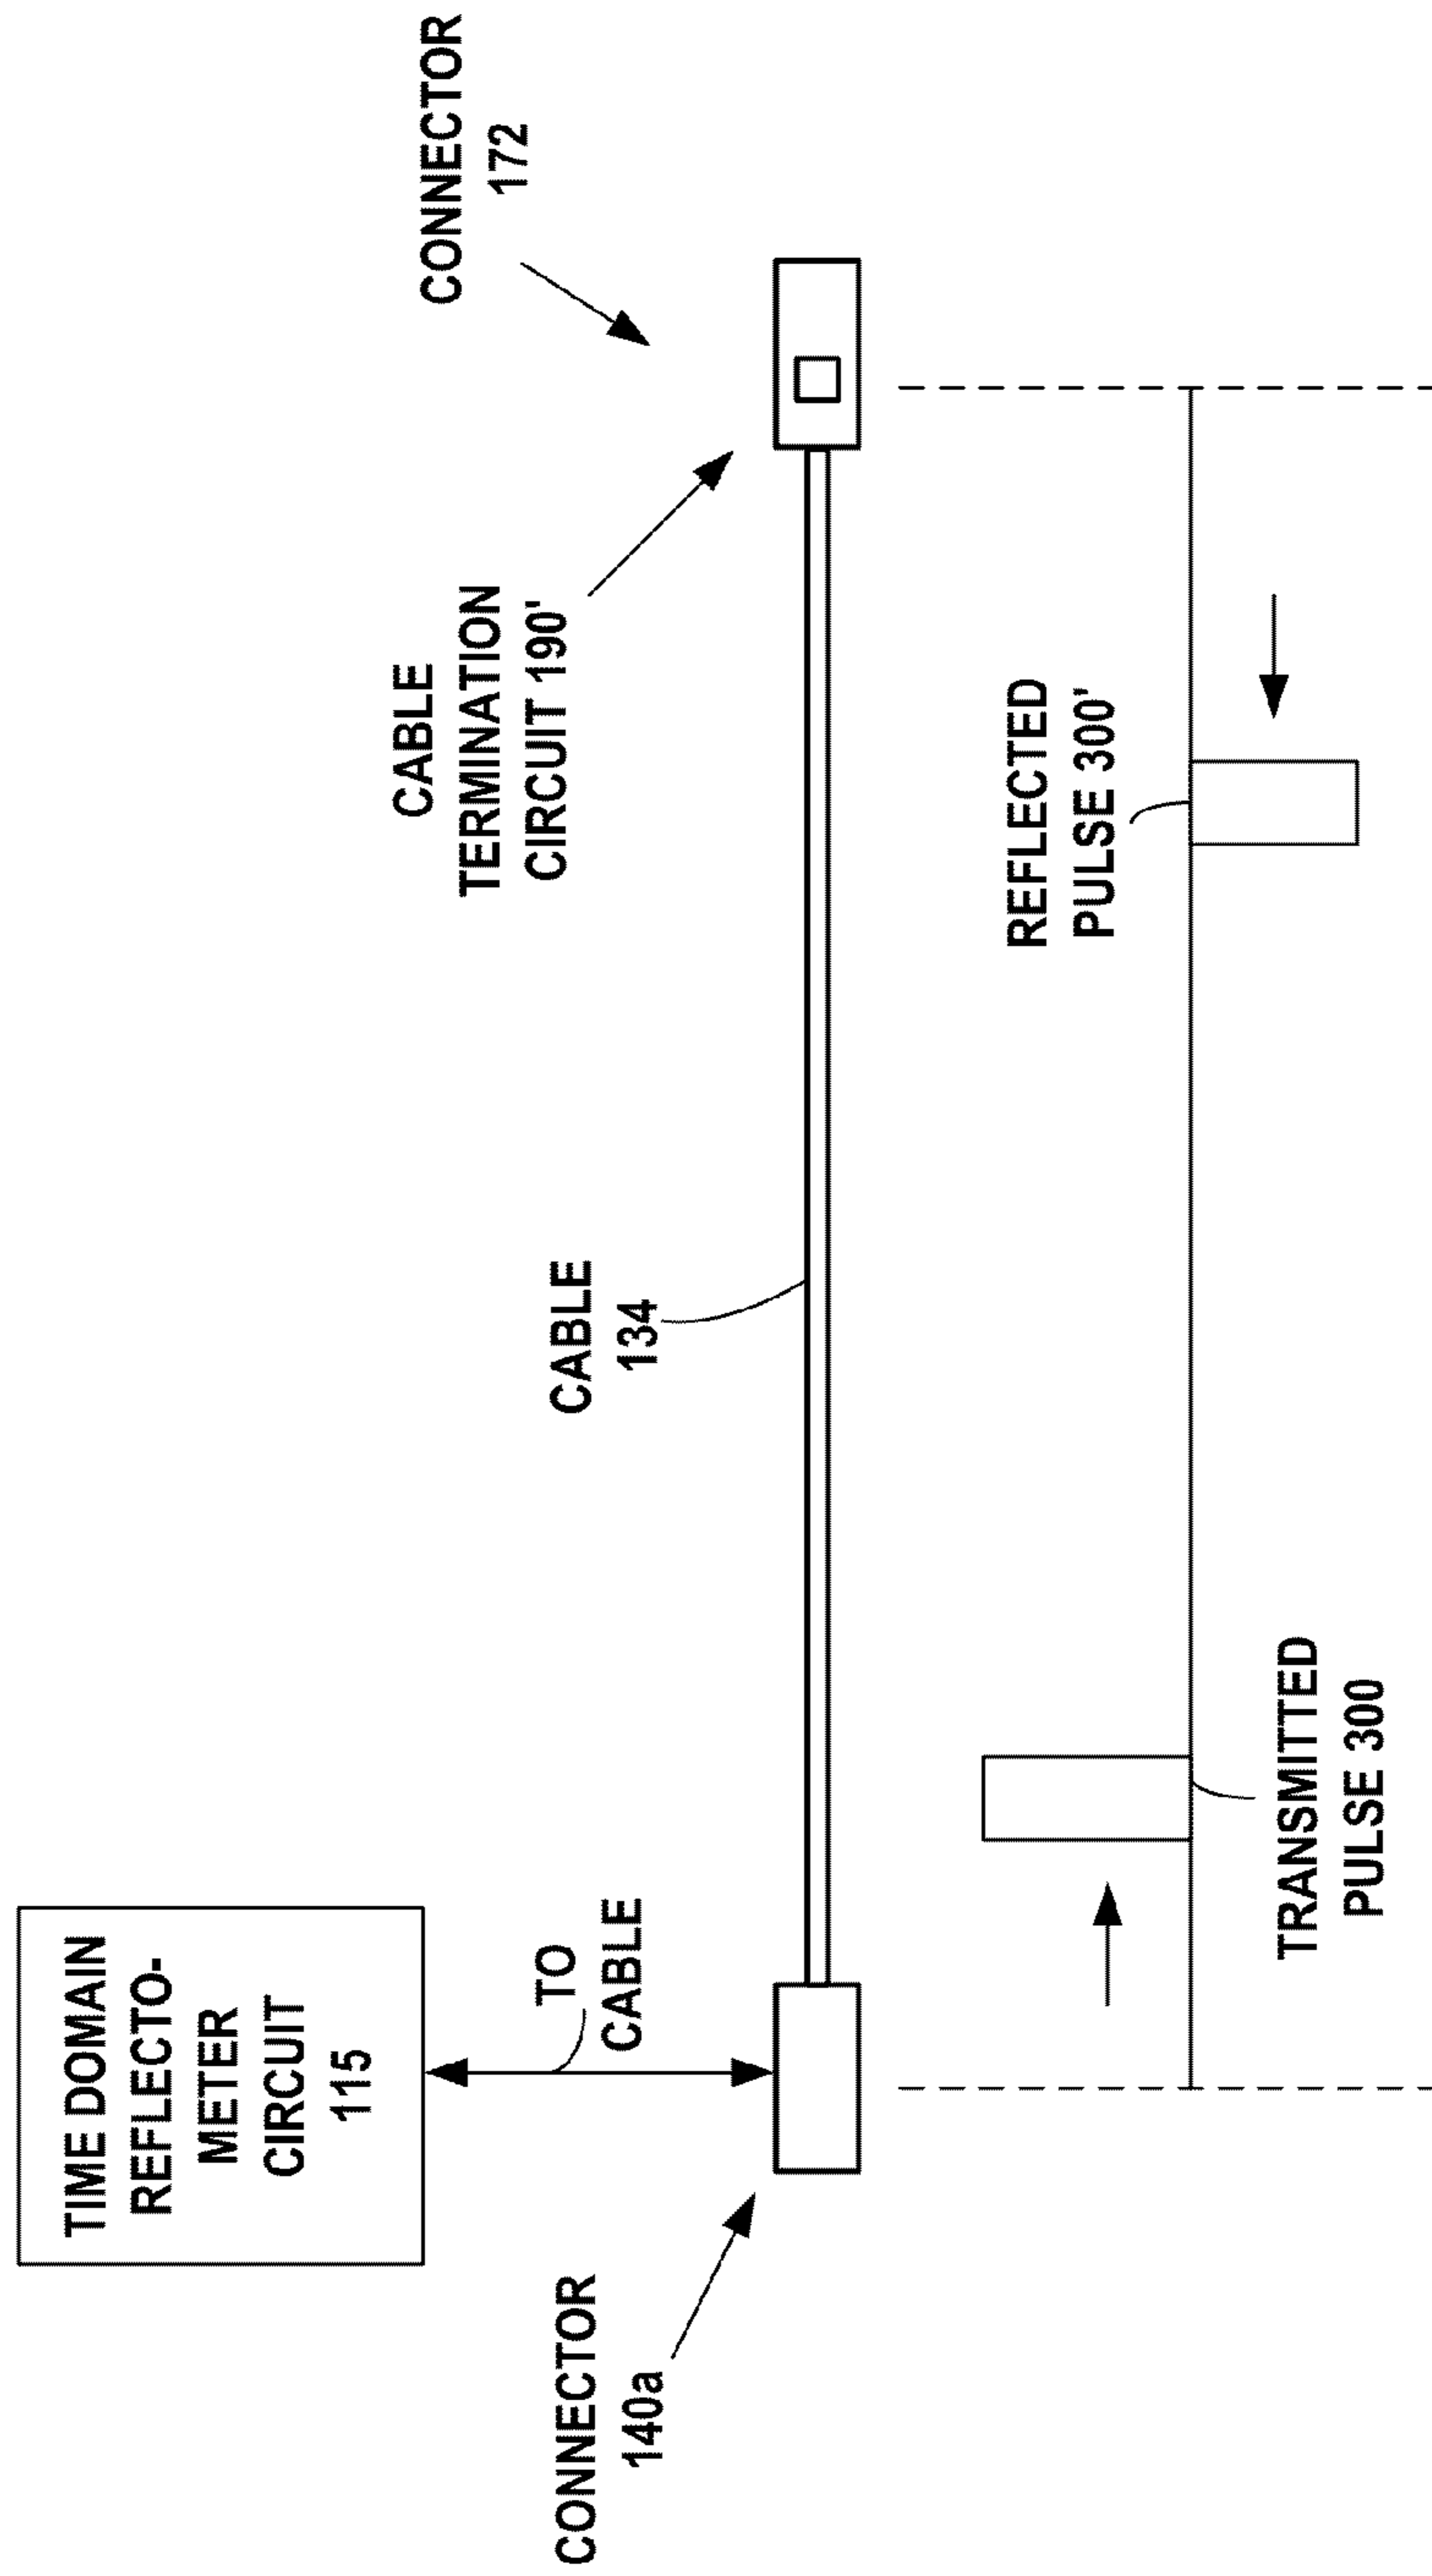 TIME DOMAIN
REFLECTO-
METER
CIRCUIT
115
TO
CABLE
CONNECTOR
140a
CABLE
134
CABLE
TERMINATION
CIRCUIT 190'
CONNECTOR
172
TRANSMITTED
PULSE 300
REFLECTED
PULSE 300'